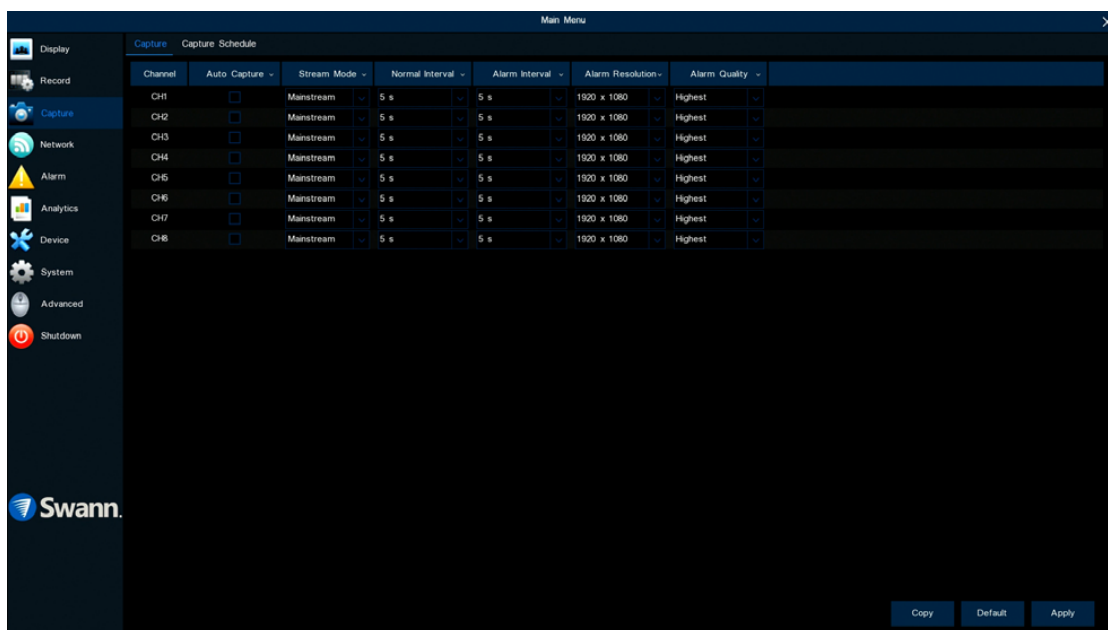 Main Menu
Display
Record
Capture
Network
Alarm
Analytics
Device
System
Advanced
Shutdown
Swann.
Capture Capture Schedule
Channel Auto Capture Stream Mode Normal Interval Alarm Interval Alarm Resolution Alarm Quality
CH1 Mainstream 5 s 5 s 1920 x 1080 Highest
CH2 Mainstream 5 s 5 s 1920 x 1080 Highest
CH3 Mainstream 5 s 5 s 1920 x 1080 Highest
CH4 Mainstream 5 s 5 s 1920 x 1080 Highest
CH5 Mainstream 5 s 5 s 1920 x 1080 Highest
CH6 Mainstream 5 s 5 s 1920 x 1080 Highest
CH7 Mainstream 5 s 5 s 1920 x 1080 Highest
CH8 Mainstream 5 s 5 s 1920 x 1080 Highest
Copy Default Apply